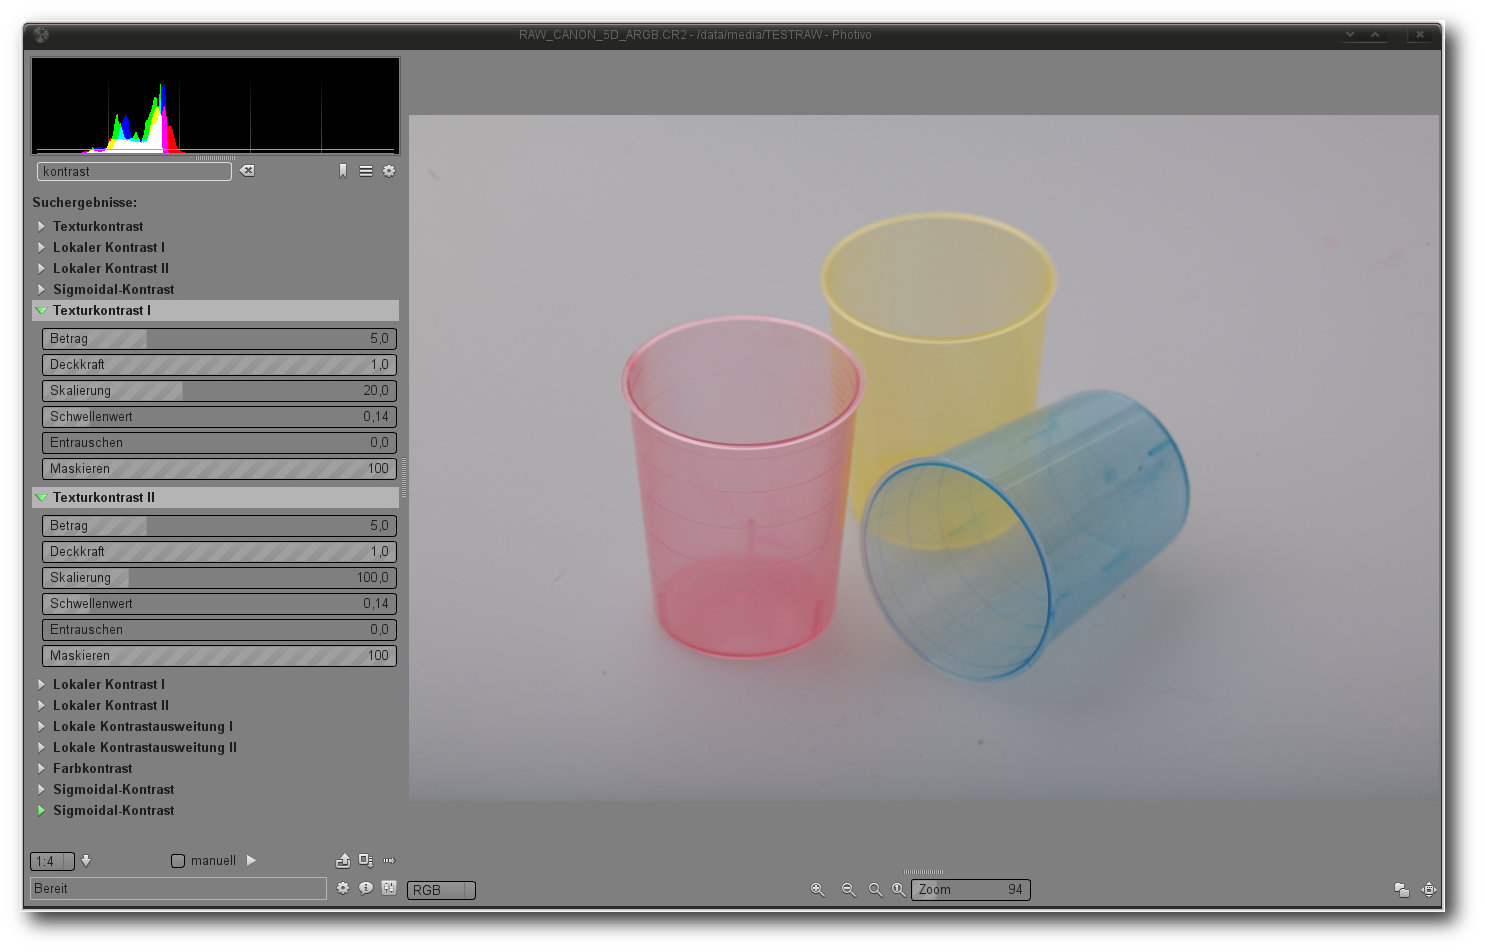 RAW_CANON_5D_ARGB.CR2 - /data/media/TESTRAW - Photivo
kontrast
Suchergebnisse:
Texturkontrast
Lokaler Kontrast I
Lokaler Kontrast II
Sigmoidal-Kontrast
Texturkontrast I
Betrag 5,0
Deckkraft 1,0
Skalierung 20,0
Schwellenwert 0,14
Entrauschen 0,0
Maskieren 100
Texturkontrast II
Betrag 5,0
Deckkraft 1,0
Skalierung 100,0
Schwellenwert 0,14
Entrauschen 0,0
Maskieren 100
Lokaler Kontrast I
Lokaler Kontrast II
Lokale Kontrastausweitung I
Lokale Kontrastausweitung II
Farbkontrast
Sigmoidal-Kontrast
Sigmoidal-Kontrast
1:4 manuell
Bereit RGB Zoom 94